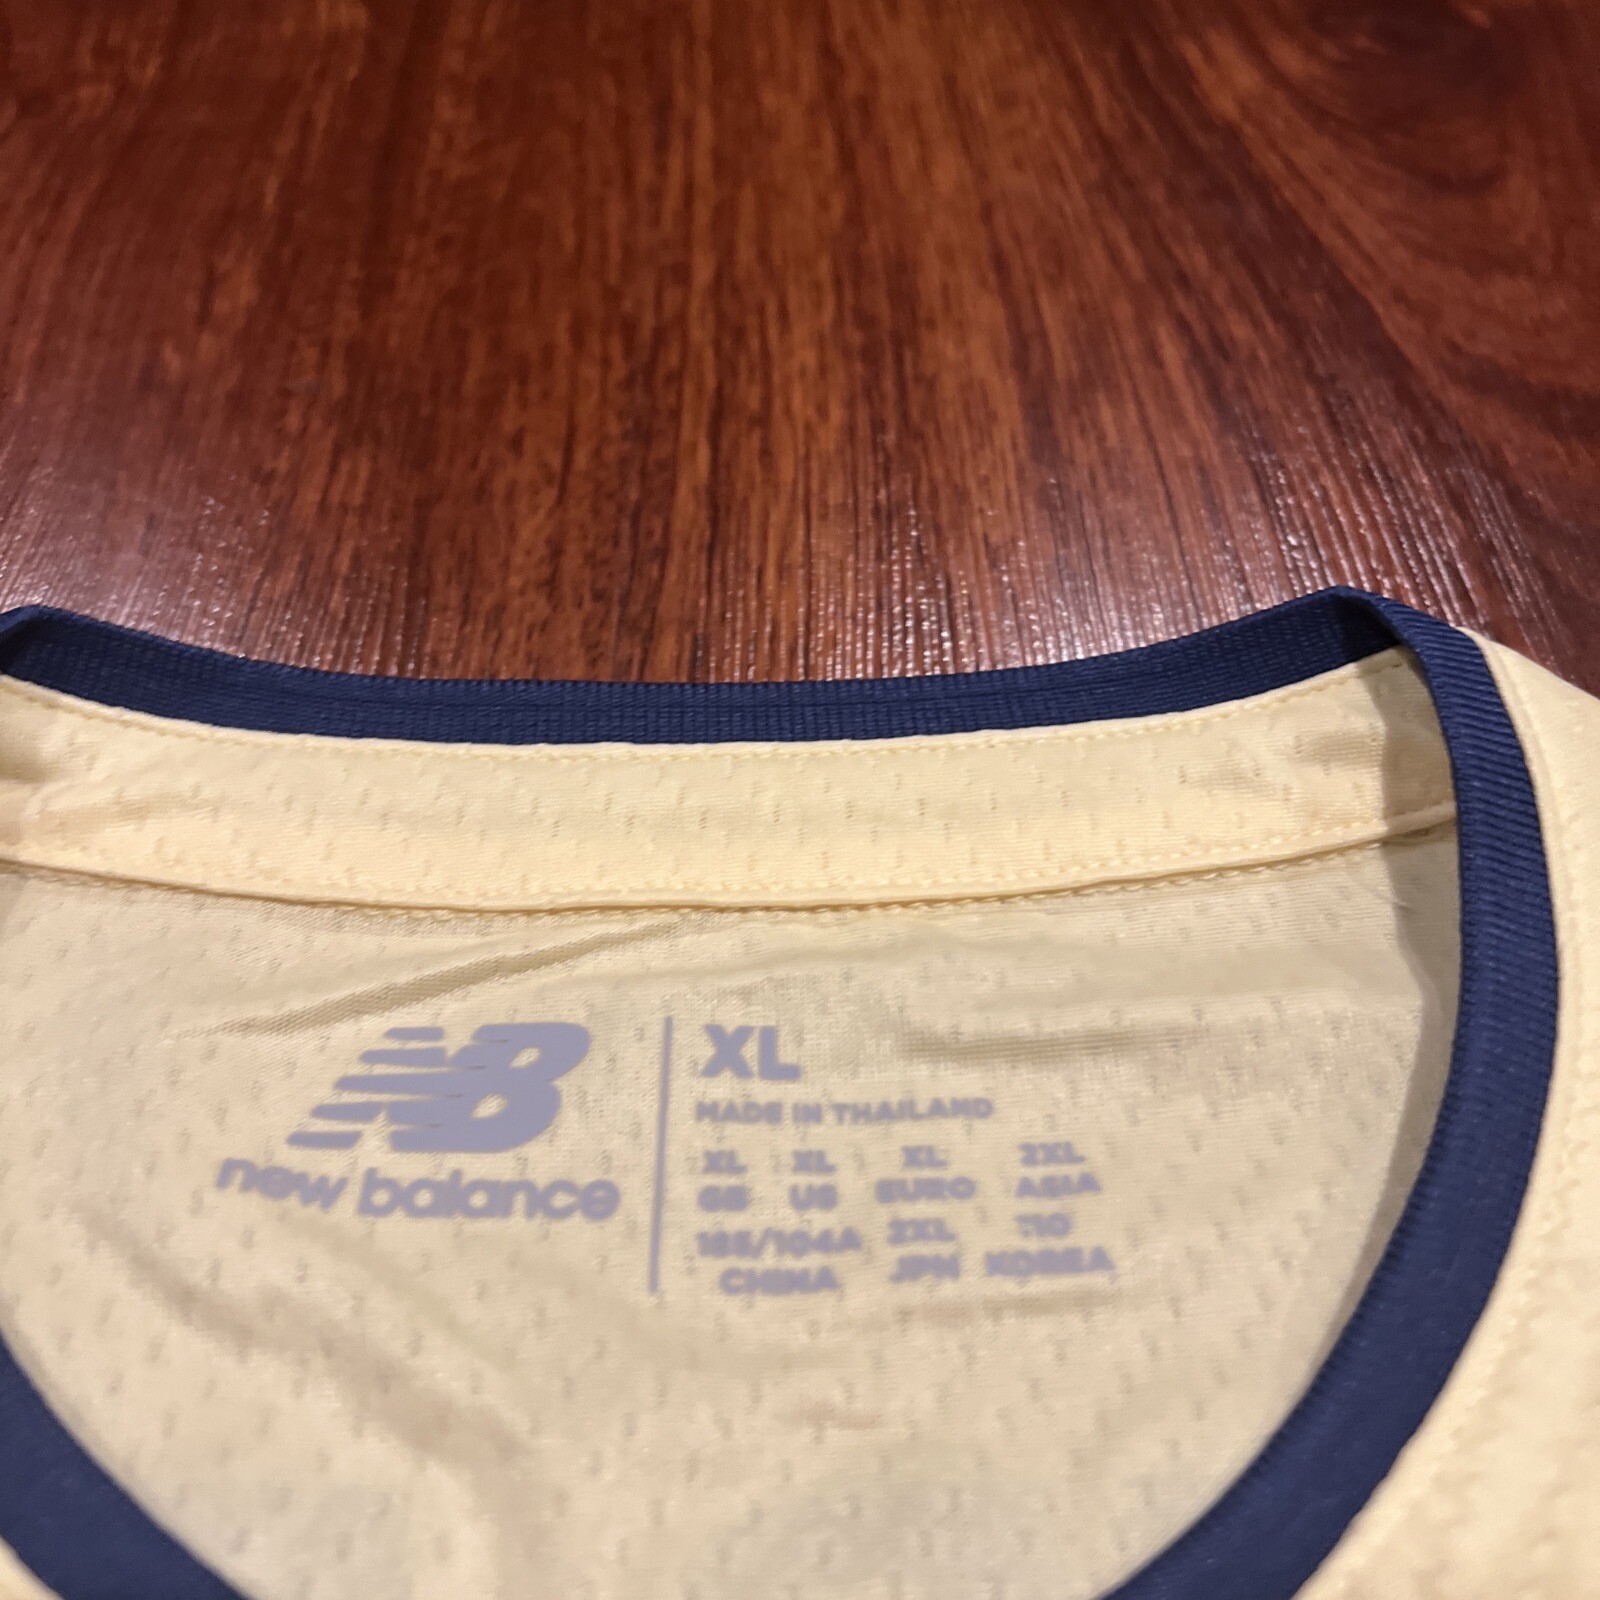 NB
new balance
XL
MADE IN THAILAND
XL XL XL 2XL
GB US EURO ASIA
185/104A 2XL 110
CHINA JPN KOREA